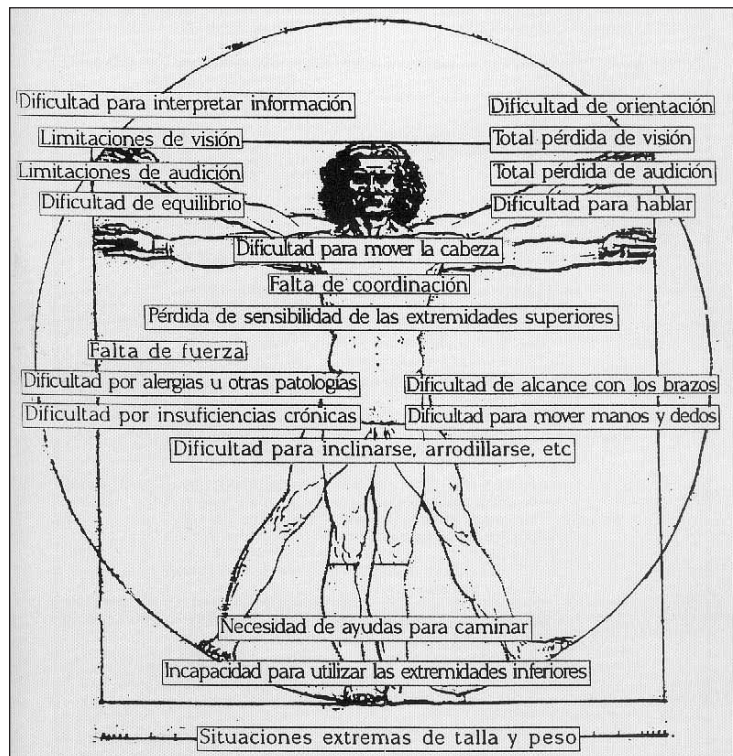 Dificultad para interpretar información
Dificultad de orientación
Limitaciones de visión
Total pérdida de visión
Limitaciones de audición
Total pérdida de audición
Dificultad de equilibrio
Dificultad para hablar
Dificultad para mover la cabeza
Falta de coordinación
Pérdida de sensibilidad de las extremidades superiores
Falta de fuerza
Dificultad por alergias u otras patologías
Dificultad de alcance con los brazos
Dificultad por insuficiencias crónicas
Dificultad para mover manos y dedos
Dificultad para inclinarse, arrodillarse, etc
Necesidad de ayudas para caminar
Incapacidad para utilizar las extremidades inferiores
Situaciones extremas de talla y peso